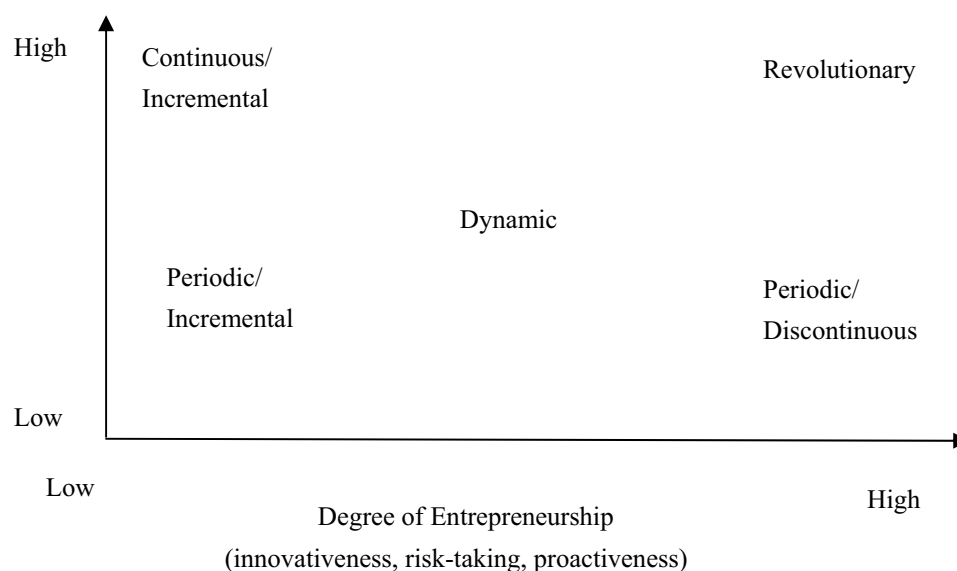 High
Continuous/
Incremental
Revolutionary
Dynamic
Periodic/
Incremental
Periodic/
Discontinuous
Low
Low
High
Degree of Entrepreneurship
(innovativeness, risk-taking, proactiveness)